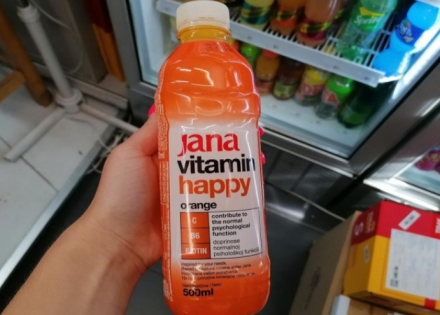 Jana
vitamin
happy
orange
C
B6
BIOTIN
contribute to
the normal
psychological
function
doprinose
normalnoj
psihološkoj funkciji
500ml